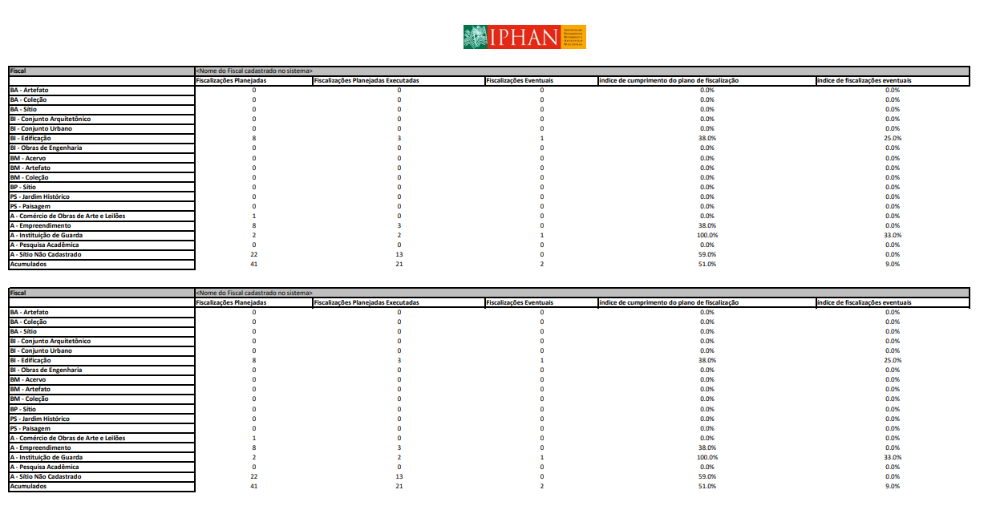 IPHAN
INSTITUTO DO
PATRIMÔNIO
HISTÓRICO E
ARTÍSTICO
NACIONAL
Fiscal <Nome do Fiscal cadastrado no sistema>
Fiscalizações Planejadas Fiscalizações Planejadas Executadas Fiscalizações Eventuais índice de cumprimento do plano de fiscalização índice de fiscalizações eventuais
BA - Artefato 0 0 0 0.0% 0.0%
BA - Coleção 0 0 0 0.0% 0.0%
BA - Sítio 0 0 0 0.0% 0.0%
BI - Conjunto Arquitetônico 0 0 0 0.0% 0.0%
BI - Conjunto Urbano 0 0 0 0.0% 0.0%
BI - Edificação 8 3 1 38.0% 25.0%
BI - Obras de Engenharia 0 0 0 0.0% 0.0%
BM - Acervo 0 0 0 0.0% 0.0%
BM - Artefato 0 0 0 0.0% 0.0%
BM - Coleção 0 0 0 0.0% 0.0%
BP - Sítio 0 0 0 0.0% 0.0%
PS - Jardim Histórico 0 0 0 0.0% 0.0%
PS - Paisagem 0 0 0 0.0% 0.0%
A - Comércio de Obras de Arte e Leilões 1 0 0 0.0% 0.0%
A - Empreendimento 8 3 0 38.0% 0.0%
A - Instituição de Guarda 2 2 1 100.0% 33.0%
A - Pesquisa Acadêmica 0 0 0 0.0% 0.0%
A - Sítio Não Cadastrado 22 13 0 59.0% 0.0%
Acumulados 41 21 2 51.0% 9.0%
Fiscal <Nome do Fiscal cadastrado no sistema>
Fiscalizações Planejadas Fiscalizações Planejadas Executadas Fiscalizações Eventuais índice de cumprimento do plano de fiscalização índice de fiscalizações eventuais
BA - Artefato 0 0 0 0.0% 0.0%
BA - Coleção 0 0 0 0.0% 0.0%
BA - Sítio 0 0 0 0.0% 0.0%
BI - Conjunto Arquitetônico 0 0 0 0.0% 0.0%
BI - Conjunto Urbano 0 0 0 0.0% 0.0%
BI - Edificação 8 3 1 38.0% 25.0%
BI - Obras de Engenharia 0 0 0 0.0% 0.0%
BM - Acervo 0 0 0 0.0% 0.0%
BM - Artefato 0 0 0 0.0% 0.0%
BM - Coleção 0 0 0 0.0% 0.0%
BP - Sítio 0 0 0 0.0% 0.0%
PS - Jardim Histórico 0 0 0 0.0% 0.0%
PS - Paisagem 0 0 0 0.0% 0.0%
A - Comércio de Obras de Arte e Leilões 1 0 0 0.0% 0.0%
A - Empreendimento 8 3 0 38.0% 0.0%
A - Instituição de Guarda 2 2 1 100.0% 33.0%
A - Pesquisa Acadêmica 0 0 0 0.0% 0.0%
A - Sítio Não Cadastrado 22 13 0 59.0% 0.0%
Acumulados 41 21 2 51.0% 9.0%